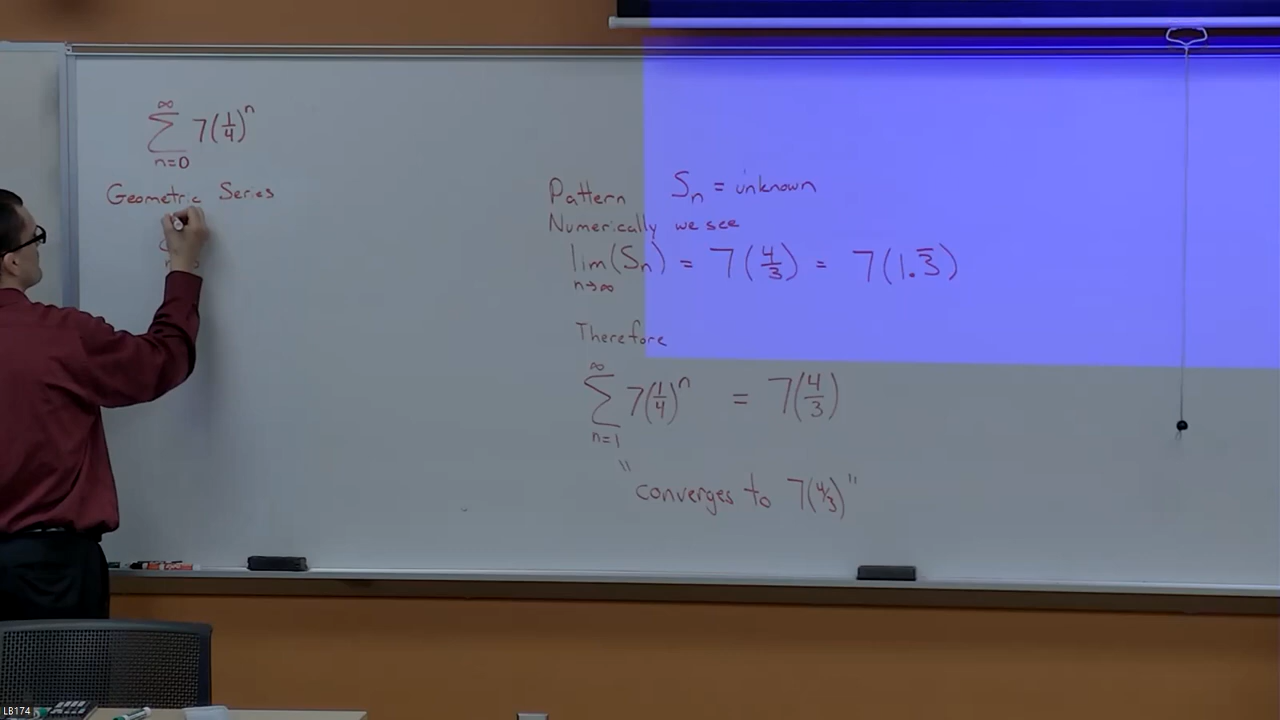 ∞
∑ 7(1/4)^n
n=0
Geometric Series
Pattern S_n = unknown
Numerically we see
lim(S_n) = 7(4/3) = 7(1.3̅)
n→∞
Therefore
∞
∑ 7(1/4)^n = 7(4/3)
n=1
"converges to 7(4/3)"
LB174